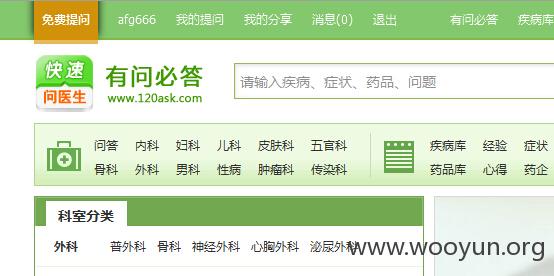 免费提问 afg666 我的提问 我的分享 消息(0) 退出 有问必答 疾病库
快速
问医生
有问必答
www.120ask.com
请输入疾病、症状、药品、问题
问答 内科 妇科 儿科 皮肤科 五官科 疾病库 经验 症状
骨科 外科 男科 性病 肿瘤科 传染科 药品库 心得 药企
科室分类
外科 普外科 骨科 神经外科 心胸外科 泌尿外科
www.wooyun.org